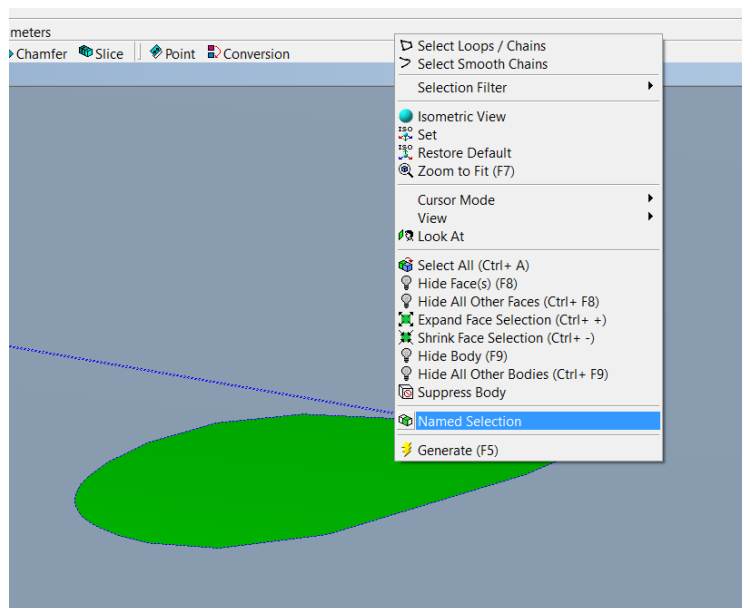 meters
Chamfer Slice Point Conversion
Select Loops / Chains
Select Smooth Chains
Selection Filter
Isometric View
ISO Set
ISO Restore Default
Zoom to Fit (F7)
Cursor Mode
View
Look At
Select All (Ctrl+ A)
Hide Face(s) (F8)
Hide All Other Faces (Ctrl+ F8)
Expand Face Selection (Ctrl+ +)
Shrink Face Selection (Ctrl+ -)
Hide Body (F9)
Hide All Other Bodies (Ctrl+ F9)
Suppress Body
Named Selection
Generate (F5)